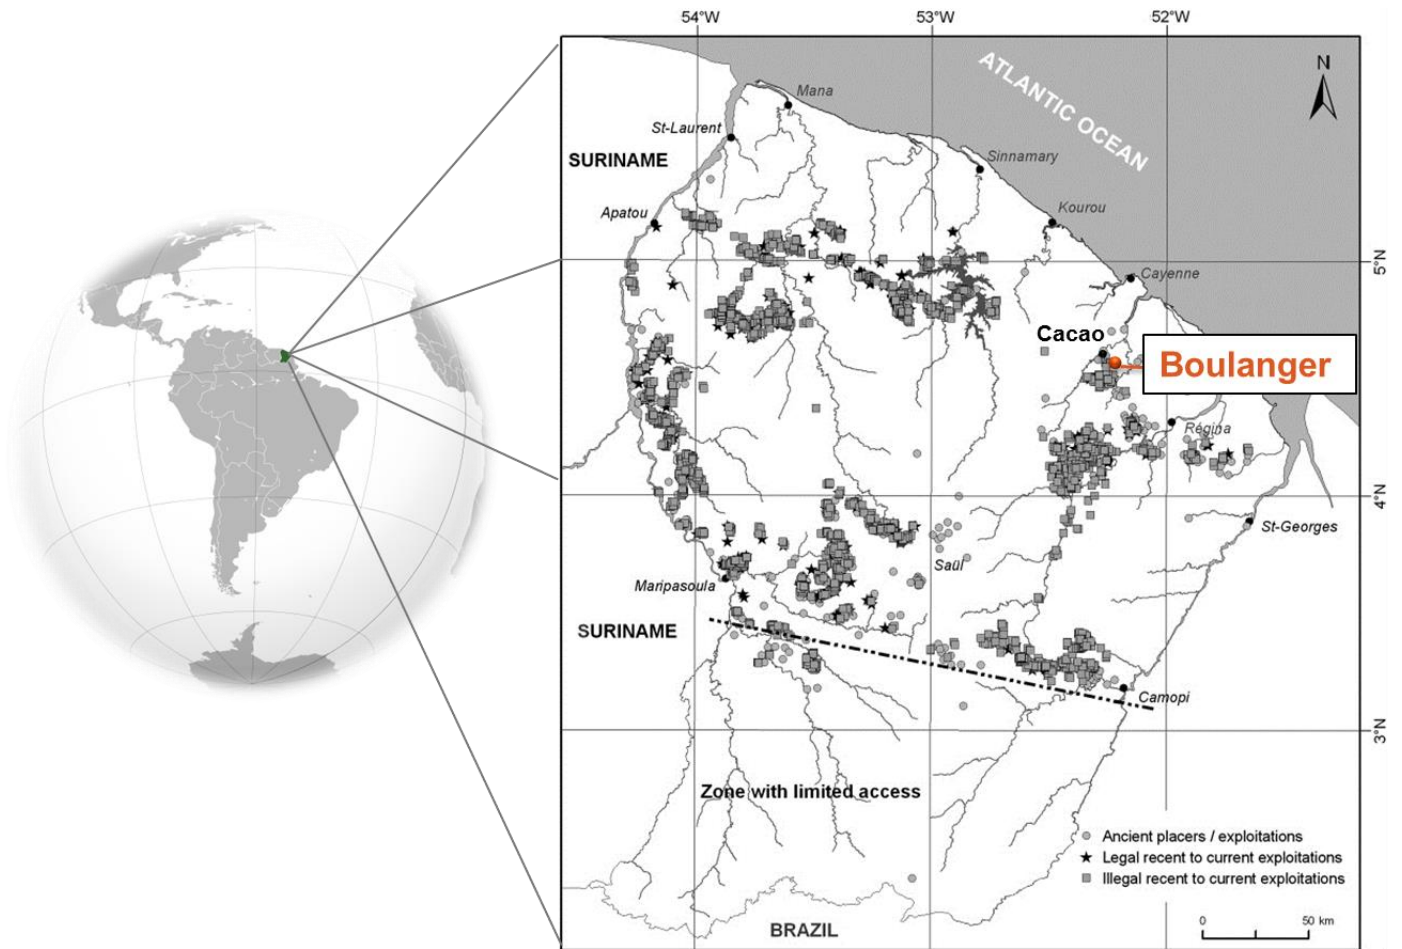 54°W
53°W
52°W
ATLANTIC OCEAN
N
Mana
St-Laurent
SURINAME
Sinnamary
Apatou
Kourou
5°N
Cayenne
Cacao
Boulanger
Régina
4°N
St-Georges
Saül
Maripasoula
SURINAME
Camopi
3°N
Zone with limited access
Ancient placers / exploitations
Legal recent to current exploitations
Illegal recent to current exploitations
BRAZIL
0 50 km